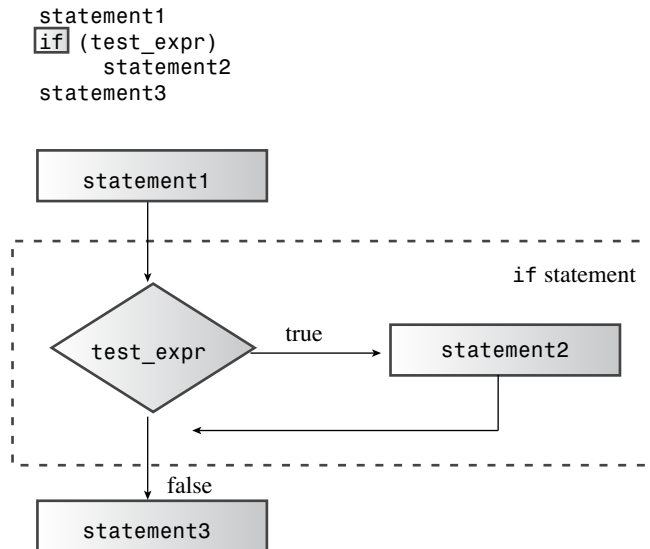 statement1
if (test_expr)
statement2
statement3
statement1
if statement
test_expr
true
statement2
false
statement3